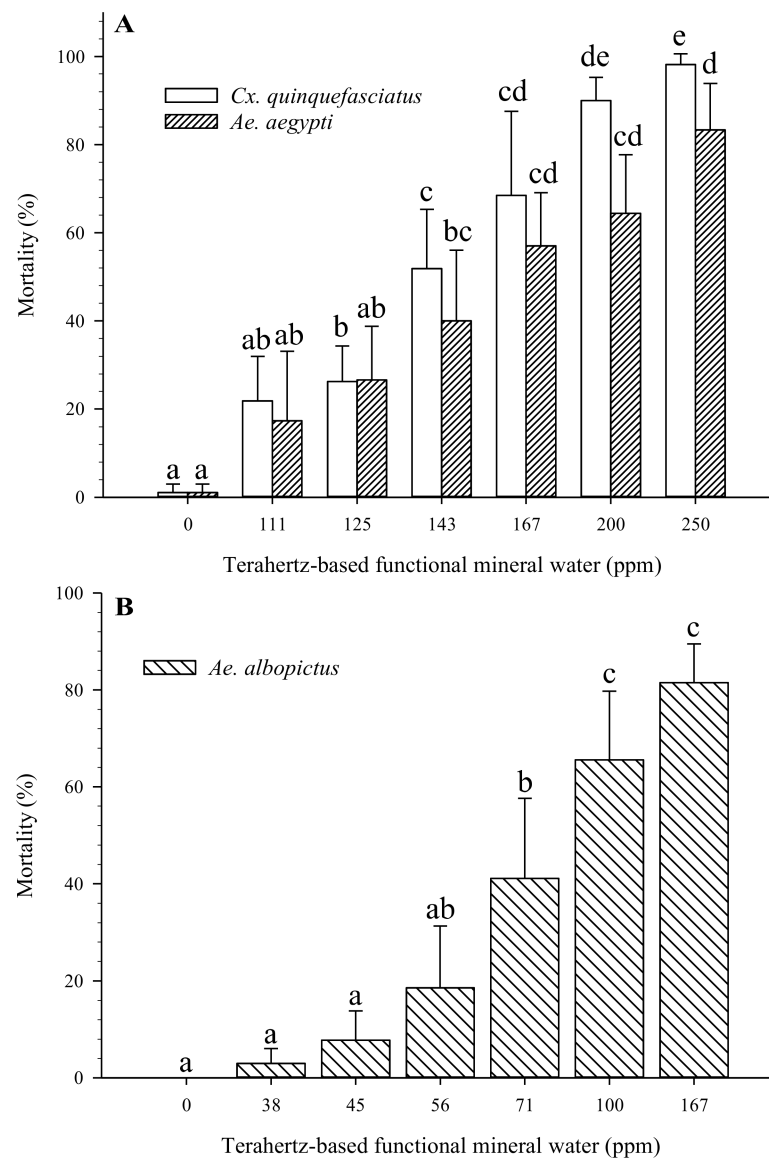 A
Cx. quinquefasciatus
Ae. aegypti
Mortality (%)
100
80
60
40
20
0
a a
ab ab
b ab
c bc
cd cd
de cd
e d
0 111 125 143 167 200 250
Terahertz-based functional mineral water (ppm)
B
Ae. albopictus
Mortality (%)
100
80
60
40
20
0
a a a ab b c c
0 38 45 56 71 100 167
Terahertz-based functional mineral water (ppm)